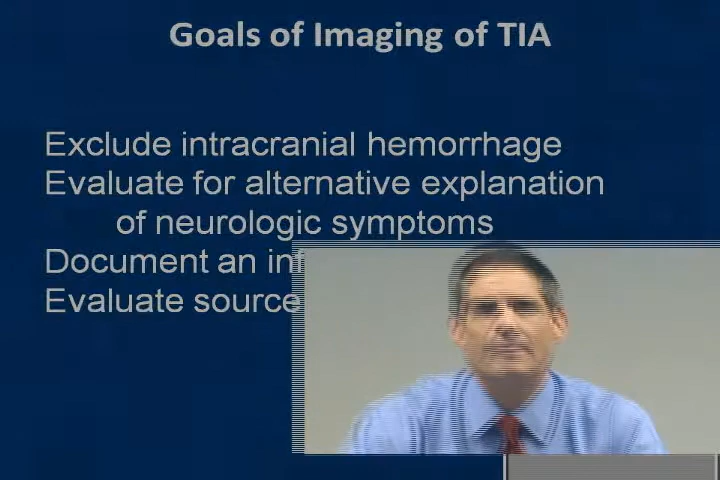 Goals of Imaging of TIA
Exclude intracranial hemorrhage
Evaluate for alternative explanation
of neurologic symptoms
Document an
Evaluate source